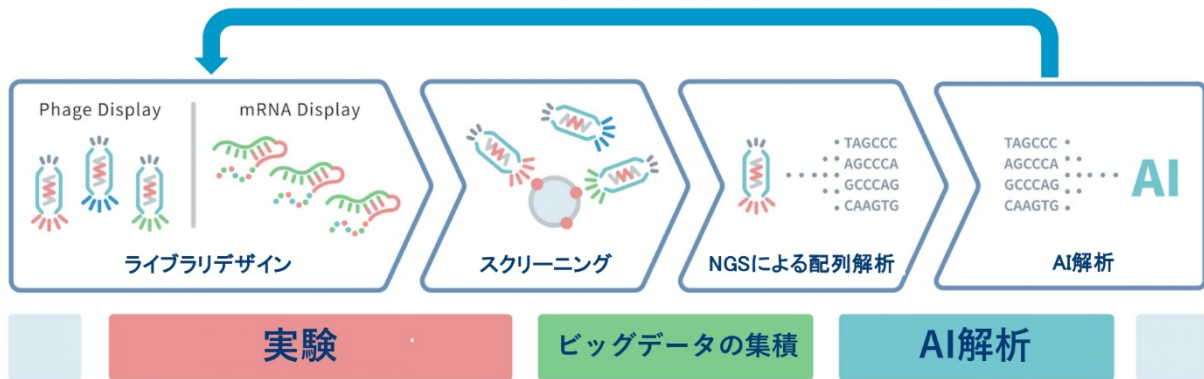 Phage Display
mRNA Display
ライブラリデザイン
スクリーニング
TAGCCC
AGCCCA
GCCCAG
CAAGTG
NGSによる配列解析
TAGCCC
AGCCCA
GCCCAG
CAAGTG
AI
AI解析
実験
ビッグデータの集積
AI解析